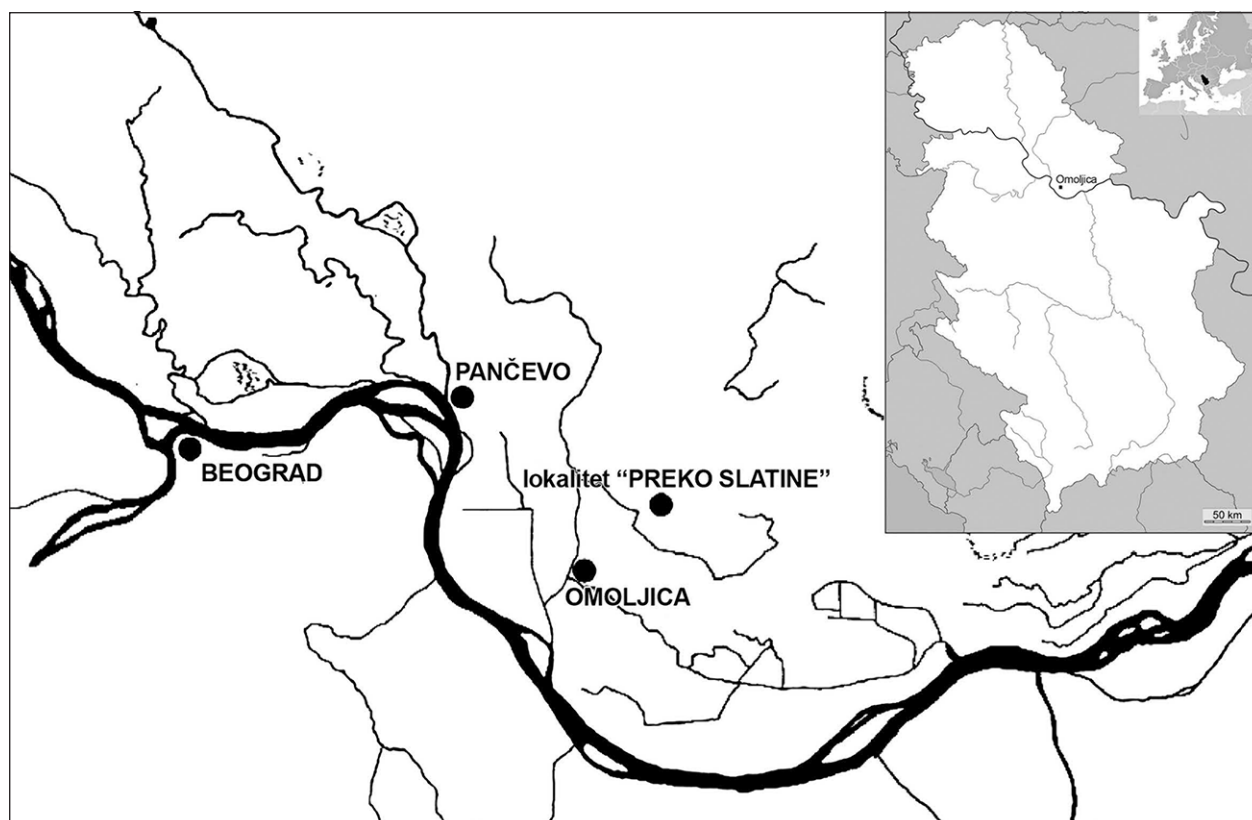 Omoljica
PANČEVO
BEOGRAD
lokalitet “PREKO SLATINE”
50 km
OMOLJICA